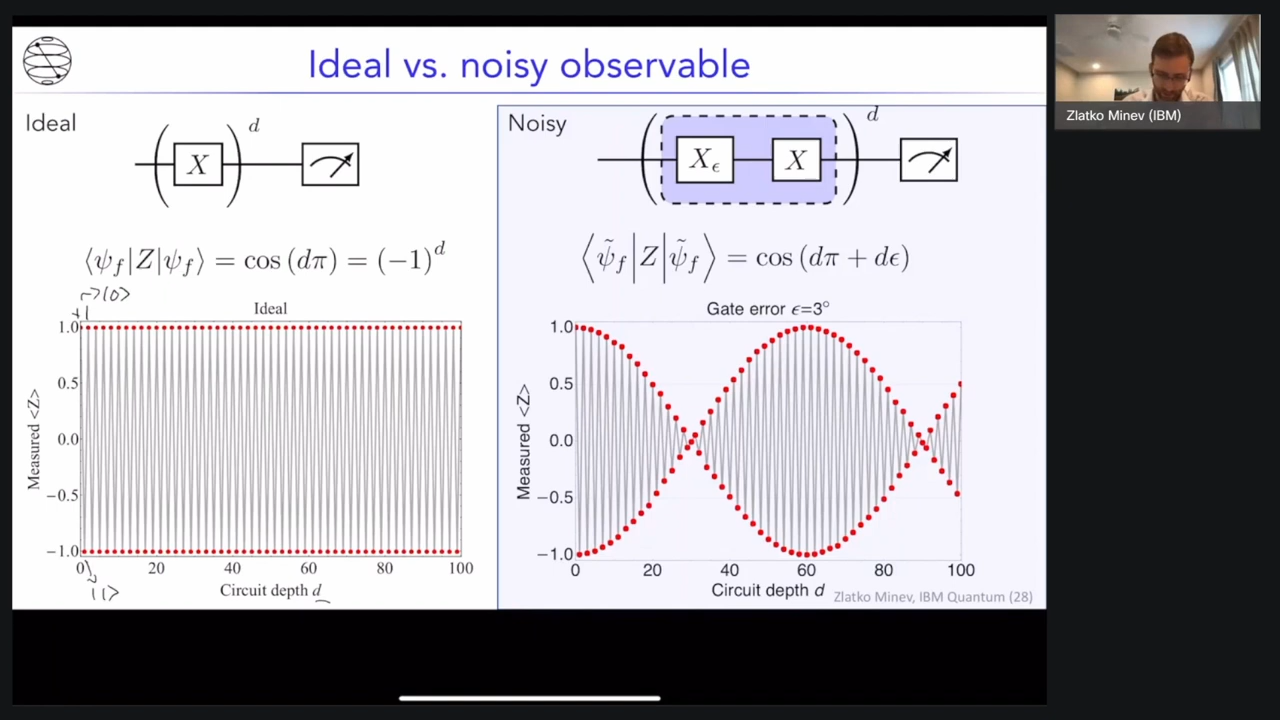 Ideal vs. noisy observable
Ideal
( X )^d
⟨ψ_f|Z|ψ_f⟩ = cos (dπ) = (−1)^d
→|0⟩
+1
Ideal
1.0
0.5
0.0
−0.5
−1.0
Measured <Z>
0 20 40 60 80 100
Circuit depth d
|1⟩
Noisy
( X_ϵ X )^d
⟨ψ̃_f|Z|ψ̃_f⟩ = cos (dπ + dϵ)
Gate error ϵ=3°
1.0
0.5
0.0
−0.5
−1.0
Measured <Z>
0 20 40 60 80 100
Circuit depth d
Zlatko Minev, IBM Quantum (28)
Zlatko Minev (IBM)